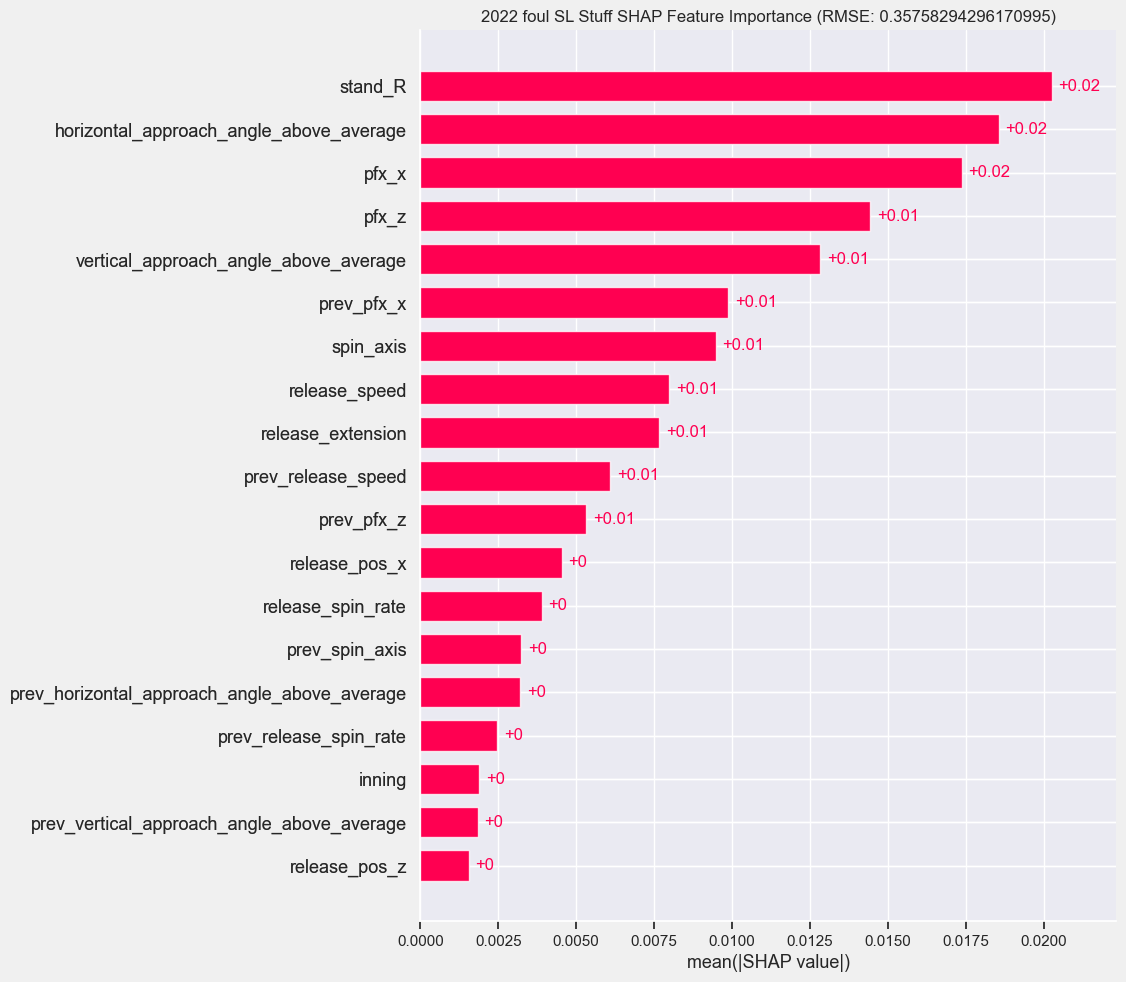 2022 foul SL Stuff SHAP Feature Importance (RMSE: 0.35758294296170995)
stand_R +0.02
horizontal_approach_angle_above_average +0.02
pfx_x +0.02
pfx_z +0.01
vertical_approach_angle_above_average +0.01
prev_pfx_x +0.01
spin_axis +0.01
release_speed +0.01
release_extension +0.01
prev_release_speed +0.01
prev_pfx_z +0.01
release_pos_x +0
release_spin_rate +0
prev_spin_axis +0
prev_horizontal_approach_angle_above_average +0
prev_release_spin_rate +0
inning +0
prev_vertical_approach_angle_above_average +0
release_pos_z +0
0.0000 0.0025 0.0050 0.0075 0.0100 0.0125 0.0150 0.0175 0.0200
mean(|SHAP value|)